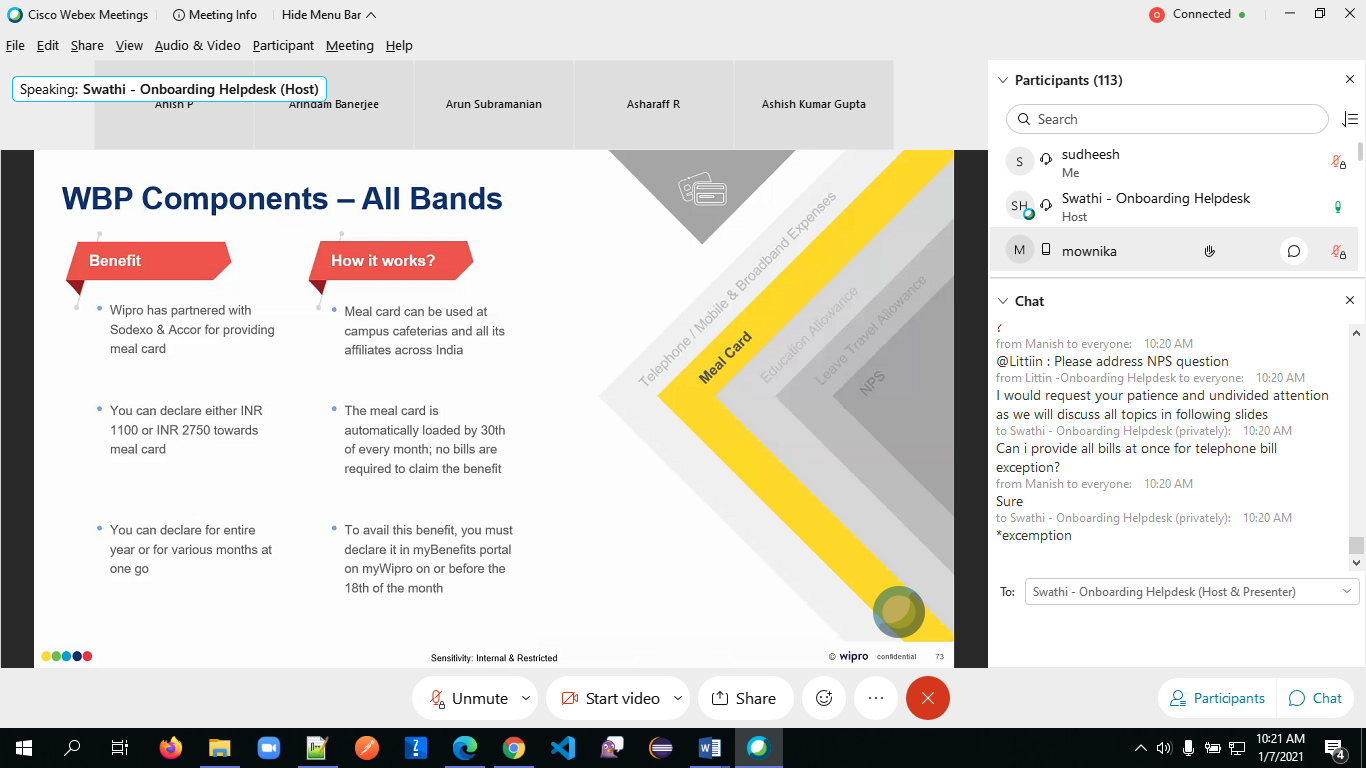 Cisco Webex Meetings
Meeting Info
Hide Menu Bar
Connected
File Edit Share View Audio & Video Participant Meeting Help
Speaking: Swathi - Onboarding Helpdesk (Host)
Anish P
Arindam Banerjee
Arun Subramanian
Asharaff R
Ashish Kumar Gupta
WBP Components – All Bands
Benefit
Wipro has partnered with
Sodexo & Accor for providing
meal card
You can declare either INR
1100 or INR 2750 towards
meal card
You can declare for entire
year or for various months at
one go
How it works?
Meal card can be used at
campus cafeterias and all its
affiliates across India
The meal card is
automatically loaded by 30th
of every month; no bills are
required to claim the benefit
To avail this benefit, you must
declare it in myBenefits portal
on myWipro on or before the
18th of the month
Telephone / Mobile & Broadband Expenses
Meal Card
Education Allowance
Leave Travel Allowance
NPS
Sensitivity: Internal & Restricted
© wipro confidential 73
Participants (113)
Search
S
sudheesh
Me
SH
Swathi - Onboarding Helpdesk
Host
M
mownika
Chat
?
from Manish to everyone: 10:20 AM
@Littiin : Please address NPS question
from Littin -Onboarding Helpdesk to everyone: 10:20 AM
I would request your patience and undivided attention
as we will discuss all topics in following slides
to Swathi - Onboarding Helpdesk (privately): 10:20 AM
Can i provide all bills at once for telephone bill
exception?
from Manish to everyone: 10:20 AM
Sure
to Swathi - Onboarding Helpdesk (privately): 10:20 AM
*excemption
To: Swathi - Onboarding Helpdesk (Host & Presenter)
Unmute
Start video
Share
Participants
Chat
10:21 AM
1/7/2021
4